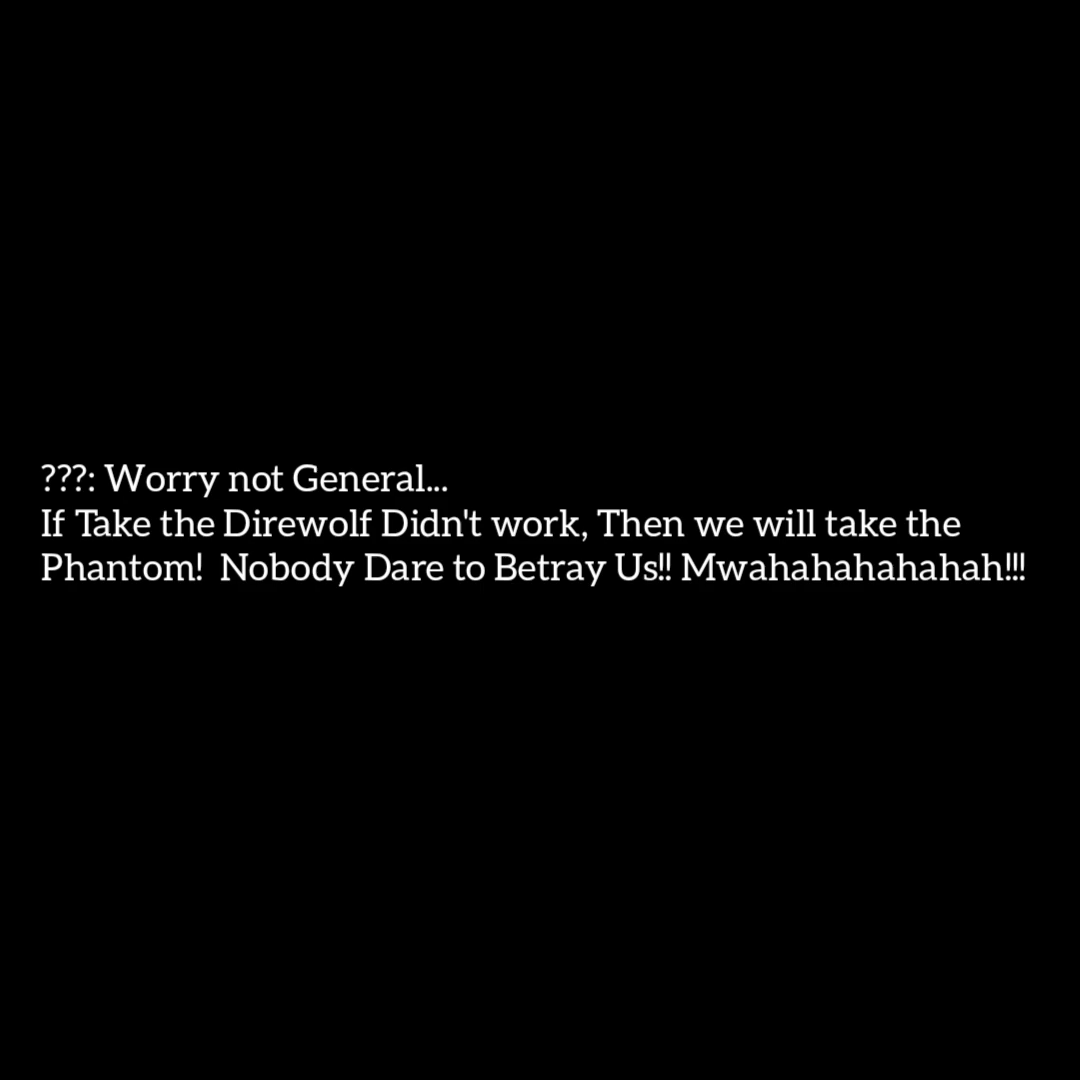 ???: Worry not General...
If Take the Direwolf Didn't work, Then we will take the
Phantom!  Nobody Dare to Betray Us!! Mwahahahahahah!!!